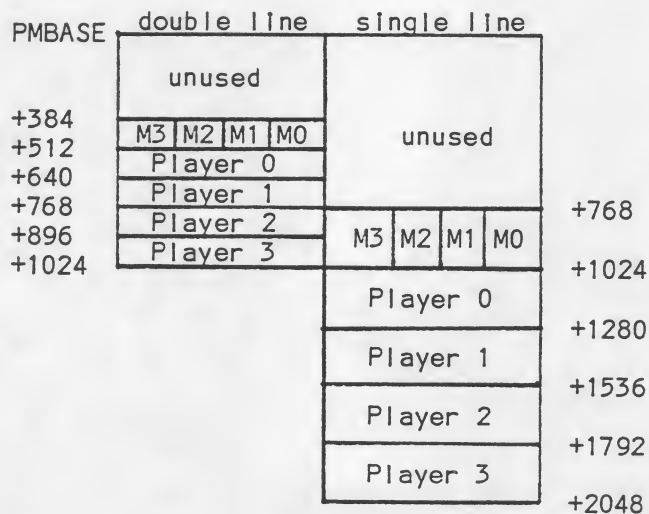 double line single line
PMBASE
unused
+384
M3 M2 M1 M0
unused
+512
Player 0
+640
Player 1
+768
+768
Player 2
+896
M3 M2 M1 M0
Player 3
+1024
+1024
Player 0
+1280
Player 1
+1536
Player 2
+1792
Player 3
+2048